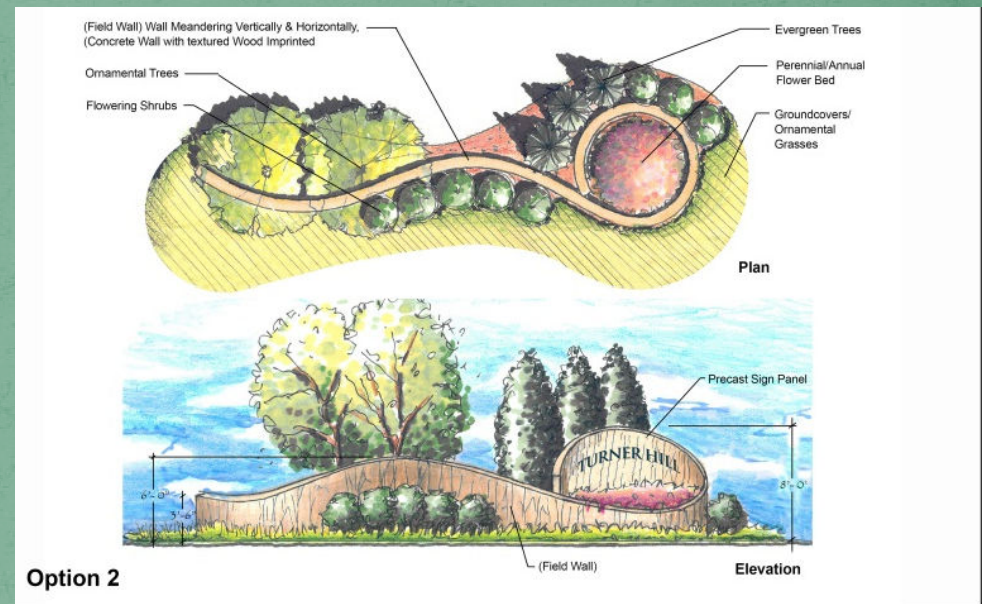 (Field Wall) Wall Meandering Vertically & Horizontally,
(Concrete Wall with textured Wood Imprinted
Ornamental Trees
Flowering Shrubs
Evergreen Trees
Perennial/Annual
Flower Bed
Groundcovers/
Ornamental
Grasses
Plan
Precast Sign Panel
TURNER HILL
6'-0"
3'-6"
8'-0"
(Field Wall)
Elevation
Option 2